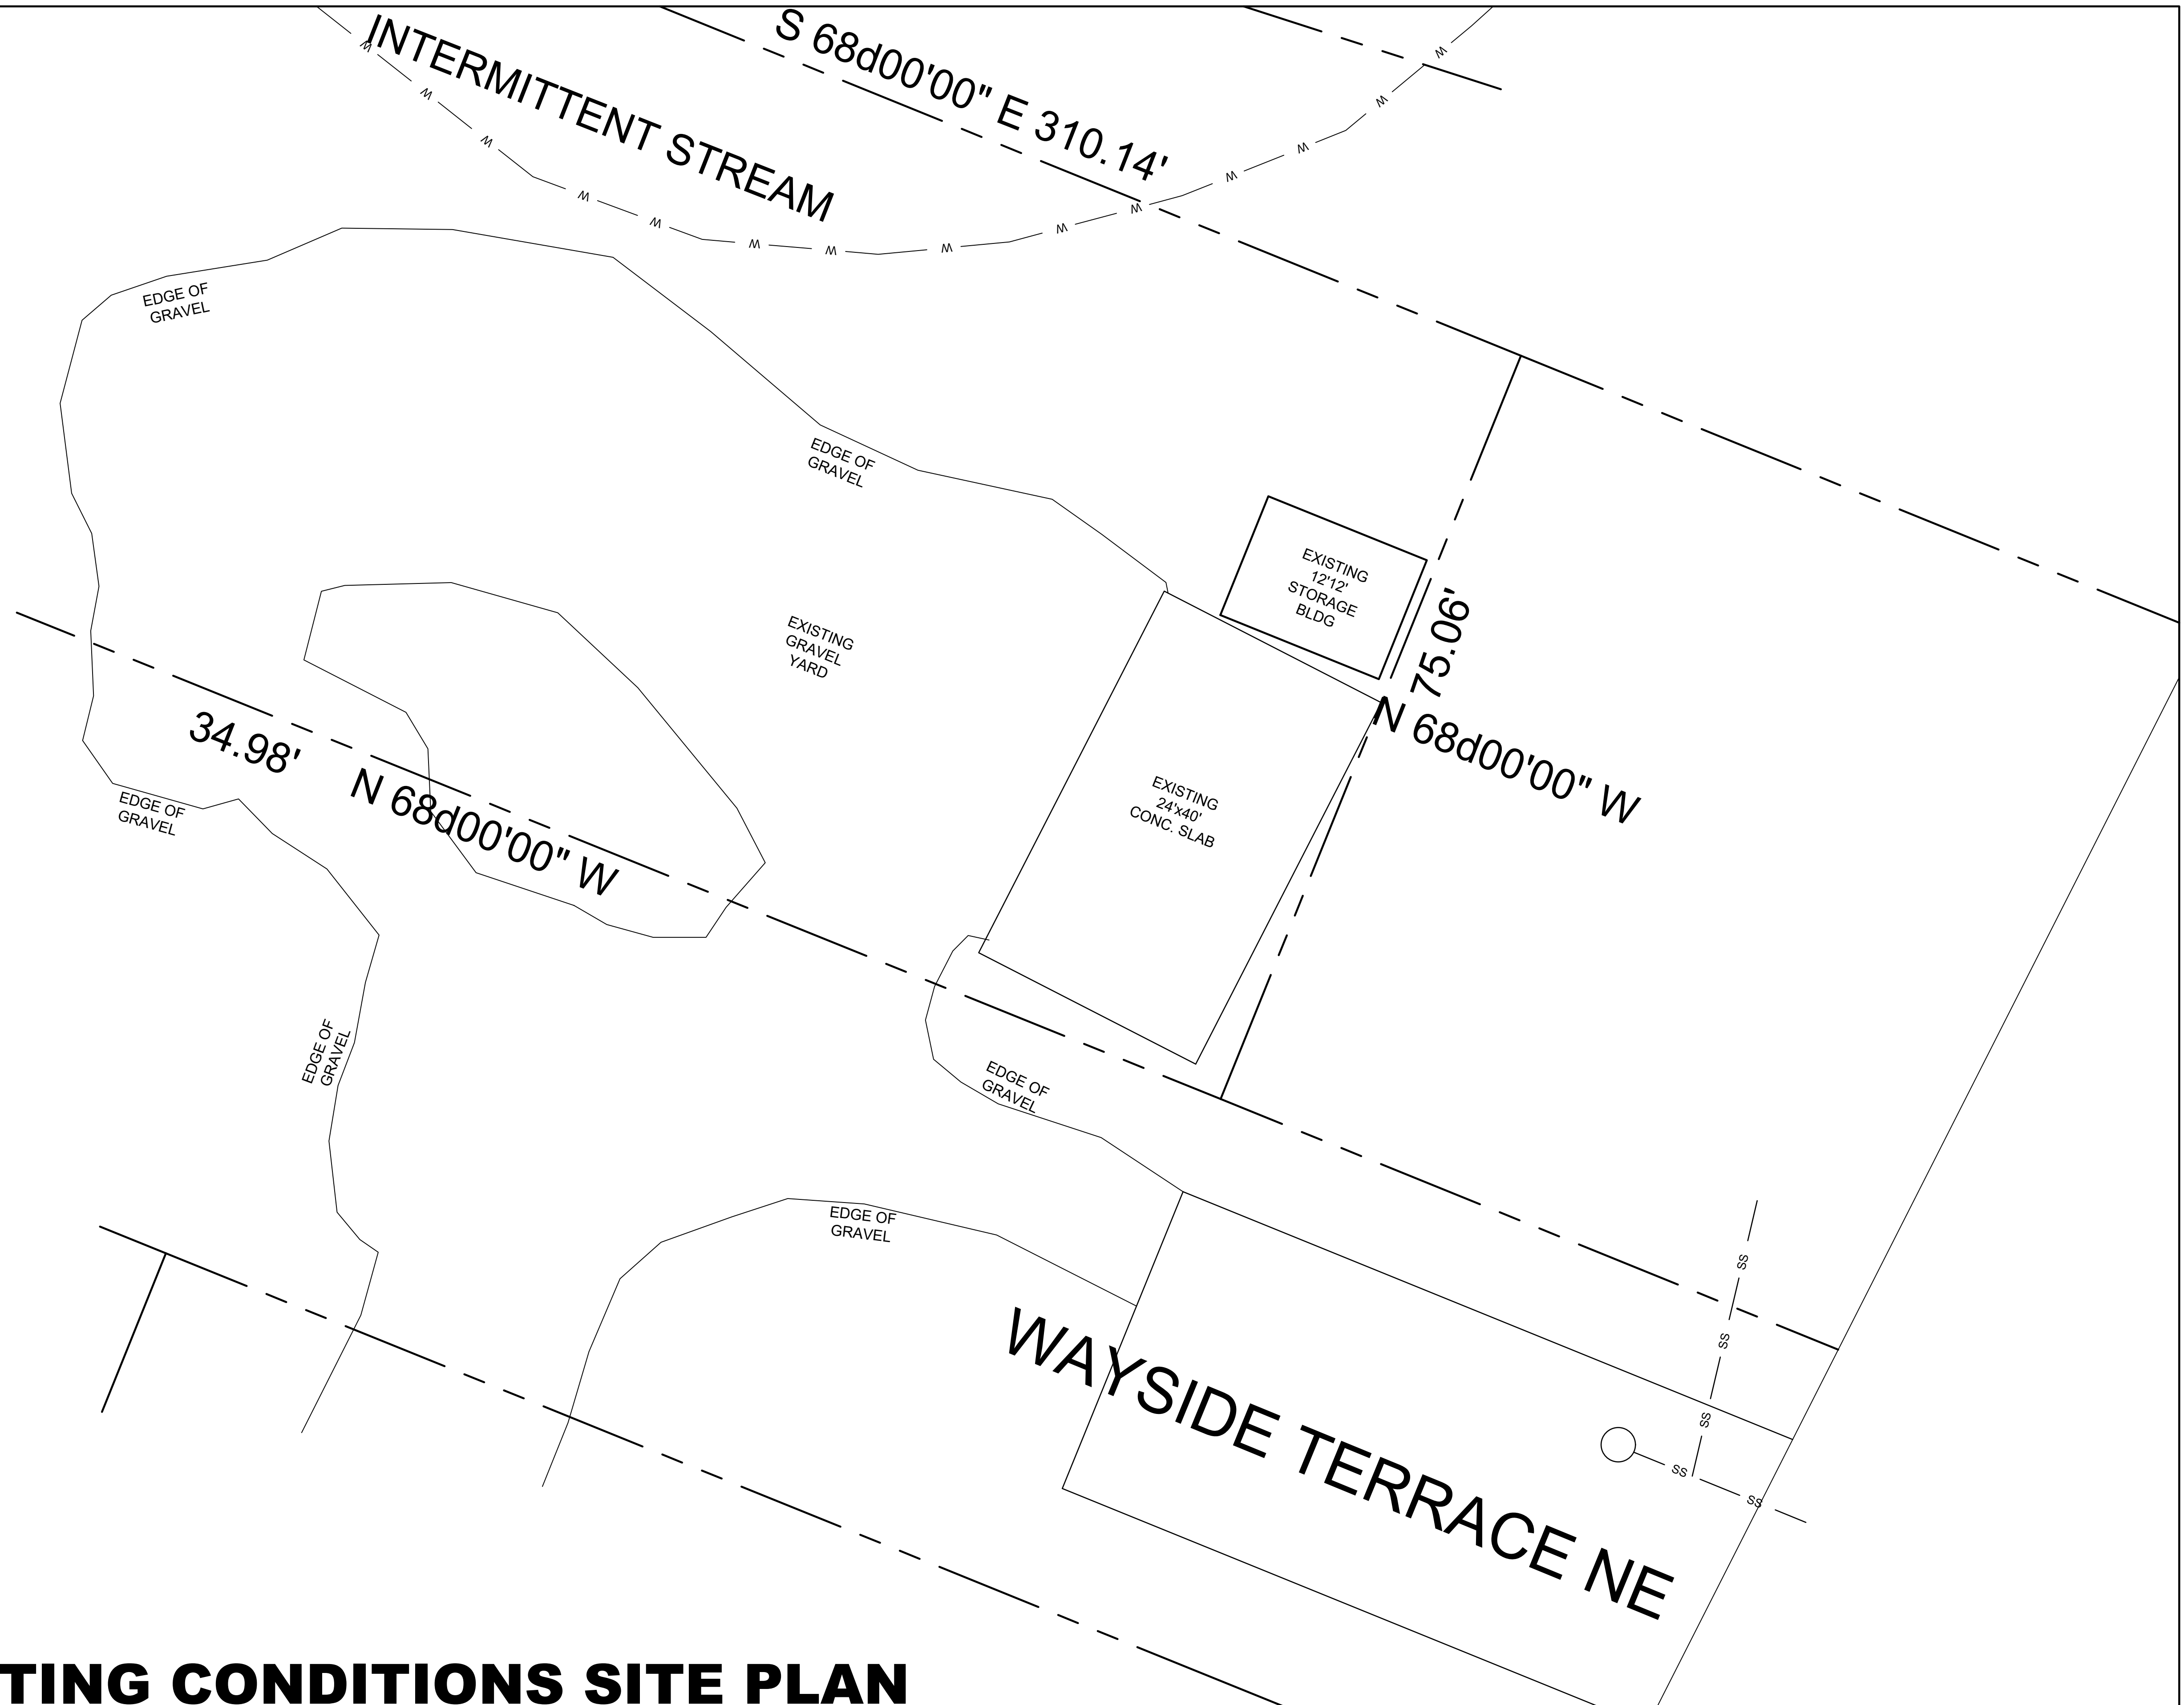 INTERMITTENT STREAM
S 68d00'00" E 310.14'
W
W
W
W
W
W
W
W
W
W
W
W
W
W
EDGE OF
GRAVEL
EDGE OF
GRAVEL
EXISTING
12'12'
STORAGE
BLDG
75.06'
N 68d00'00" W
EXISTING
GRAVEL
YARD
34.98'
N 68d00'00" W
EDGE OF
GRAVEL
EXISTING
24'x40'
CONC. SLAB
EDGE OF
GRAVEL
EDGE OF
GRAVEL
EDGE OF
GRAVEL
SS
SS
SS
SS
SS
WAYSIDE TERRACE NE
TING CONDITIONS SITE PLAN